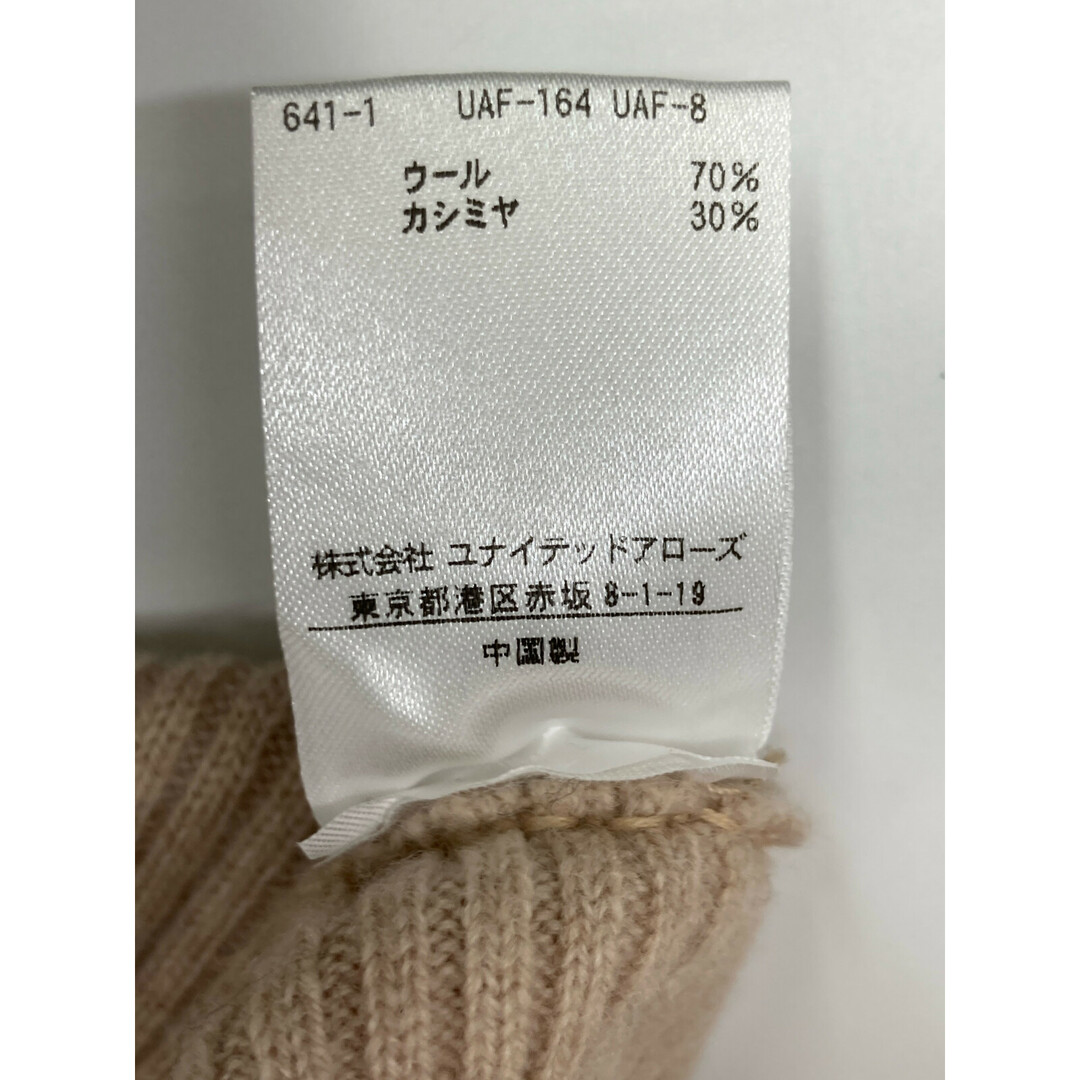 641-1 UAF-164 UAF-8
ウール 70%
カシミヤ 30%
株式会社 ユナイテッドアローズ
東京都港区赤坂 8-1-19
中国製